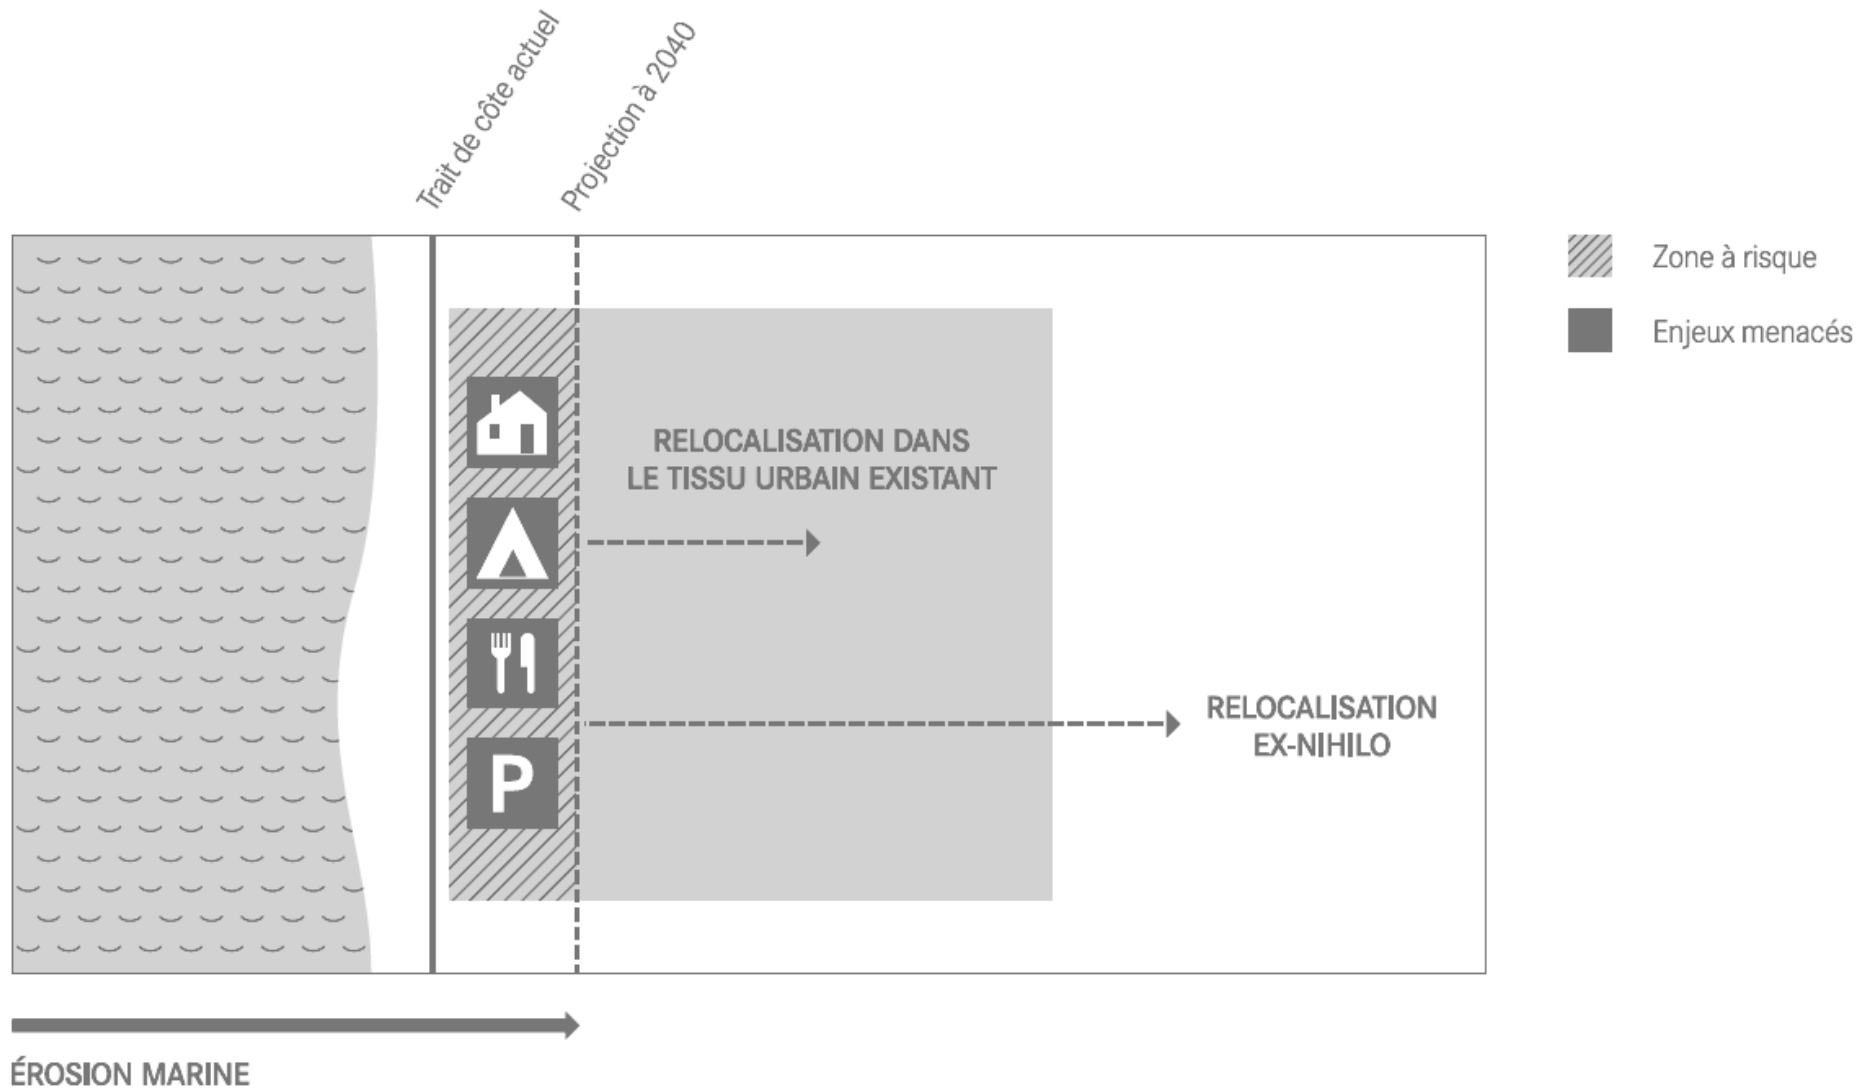 Trait de côte actuel
Projection à 2040
Zone à risque
Enjeux menacés
RELOCALISATION DANS
LE TISSU URBAIN EXISTANT
RELOCALISATION
EX-NIHILO
P
ÉROSION MARINE